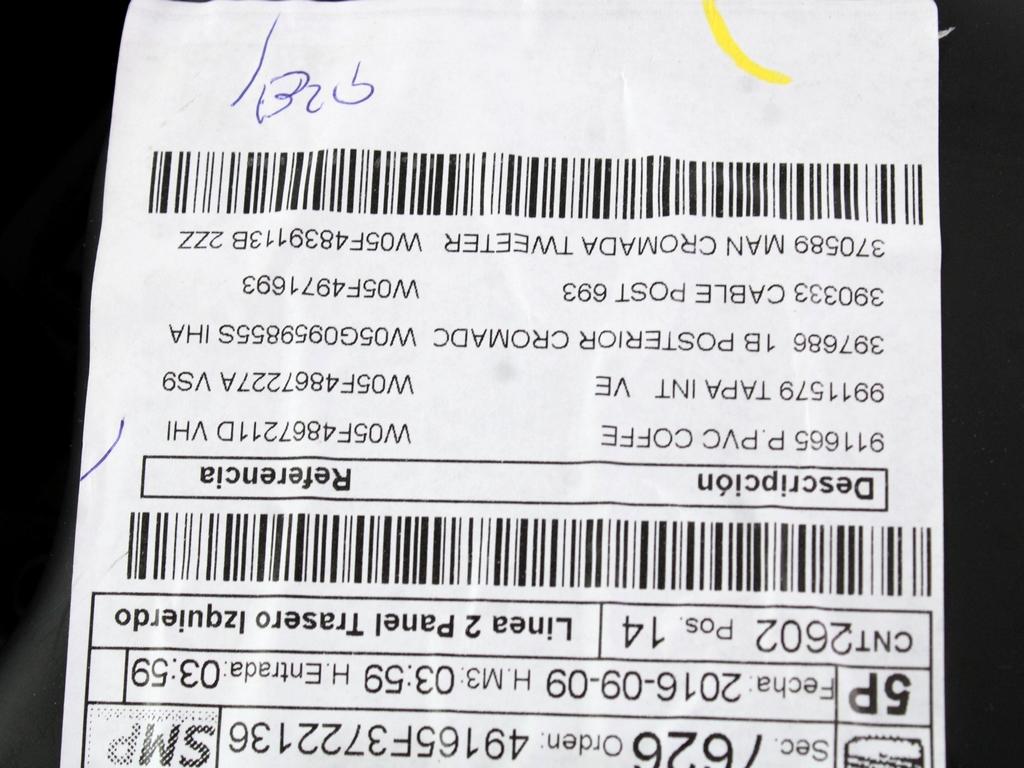 Sec. 7626 Orden: 49165F3722136 SMP
5P Fecha: 2016-09-09 H.M3: 03:59 H.Entrada: 03:59
CNT2602 Pos. 14 Linea 2 Panel Trasero Izquierdo
Descripción Referencia
911665 P.PVC COFFE W05F4867211D VHI
9911579 TAPA INT VE W05F4867227A VS9
397686 1B POSTERIOR CROMADC W05G0959855S IHA
390333 CABLE POST 693 W05F4971693
370589 MAN CROMADA TWEETER W05F4839113B 2ZZ